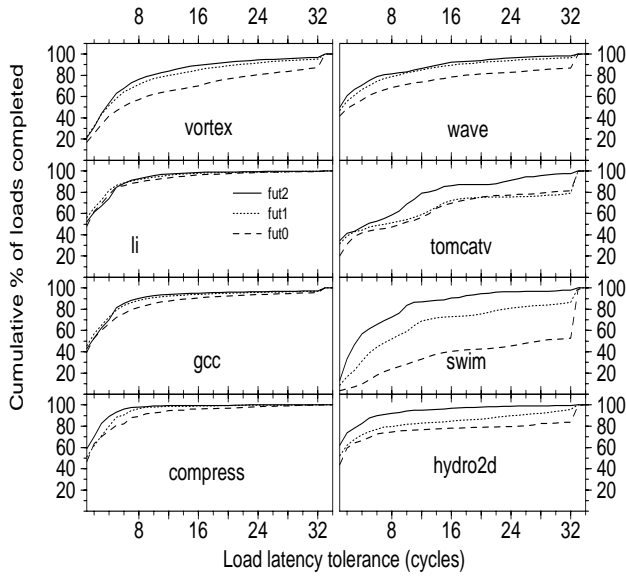 8 16 24 32 8 16 24 32
Cumulative % of loads completed
100 80 60 40 20
vortex
wave
100 80 60 40 20
100 80 60 40 20
li
fut2
fut1
fut0
tomcatv
100 80 60 40 20
100 80 60 40 20
gcc
swim
100 80 60 40 20
100 80 60 40 20
compress
hydro2d
100 80 60 40 20
8 16 24 32 8 16 24 32
Load latency tolerance (cycles)